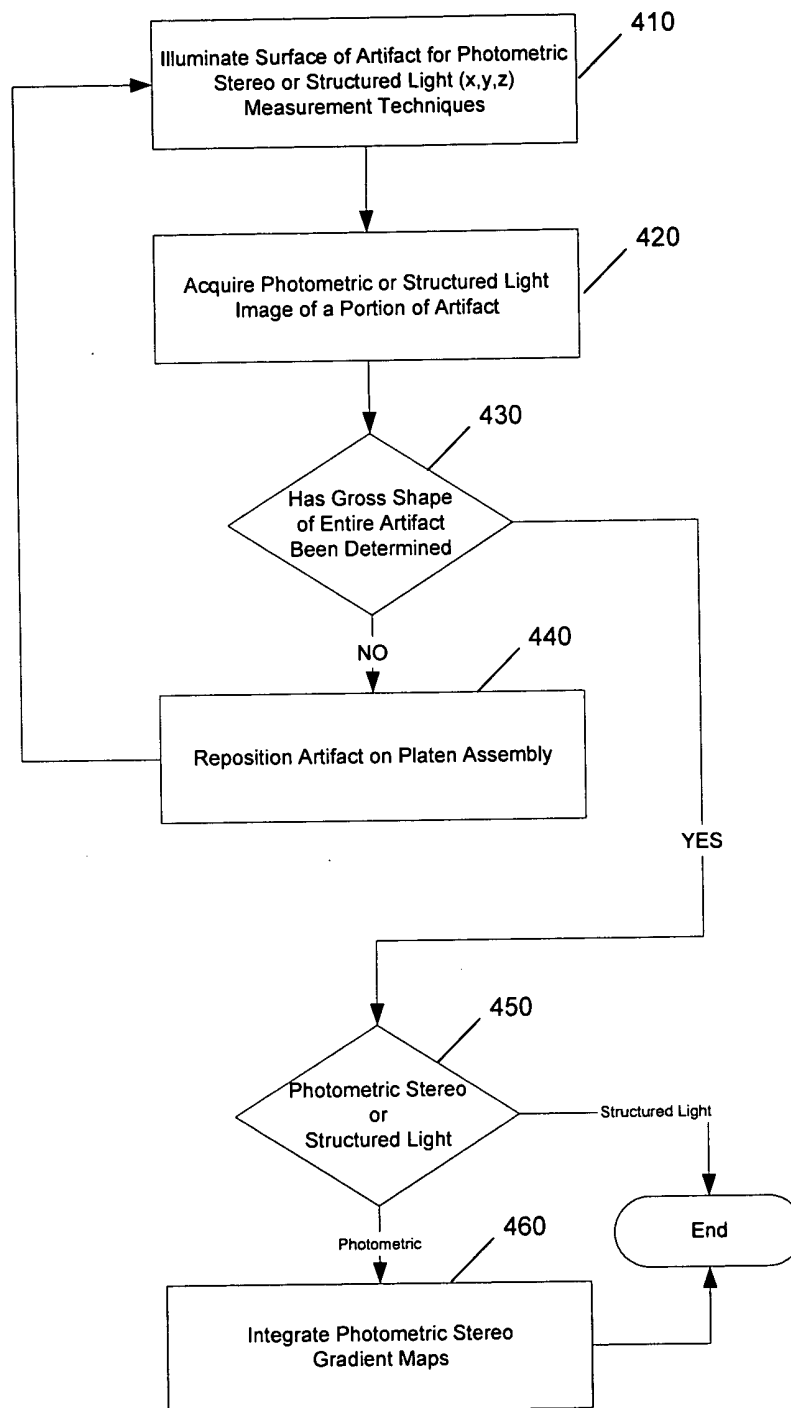 410
Illuminate Surface of Artifact for Photometric
Stereo or Structured Light (x,y,z)
Measurement Techniques
420
Acquire Photometric or Structured Light
Image of a Portion of Artifact
430
Has Gross Shape
of Entire Artifact
Been Determined
NO
440
Reposition Artifact on Platen Assembly
YES
450
Photometric Stereo
or
Structured Light
Structured Light
End
Photometric
460
Integrate Photometric Stereo
Gradient Maps